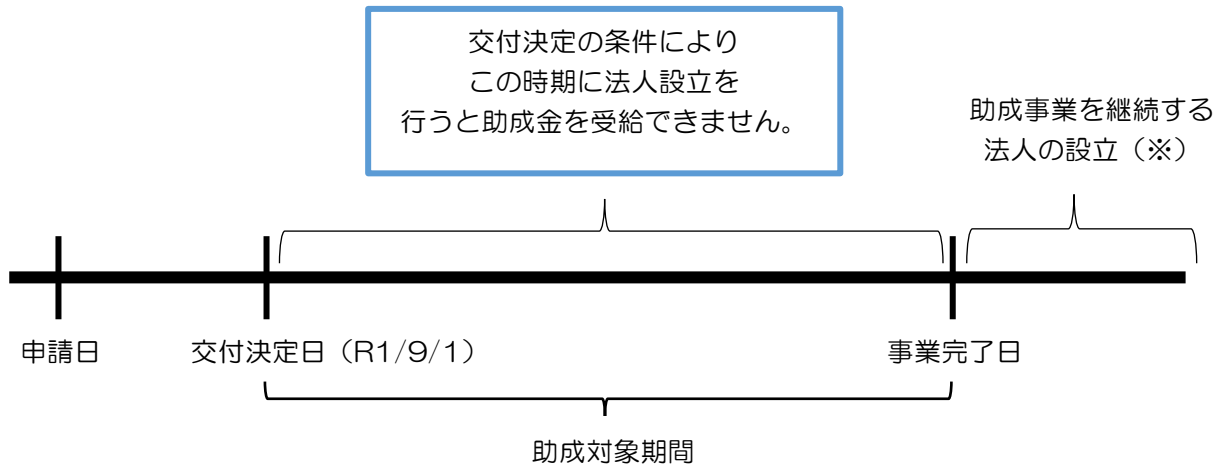 交付決定の条件により
この時期に法人設立を
行うと助成金を受給できません。
助成事業を継続する
法人の設立（※）
申請日
交付決定日（R1/9/1）
事業完了日
助成対象期間